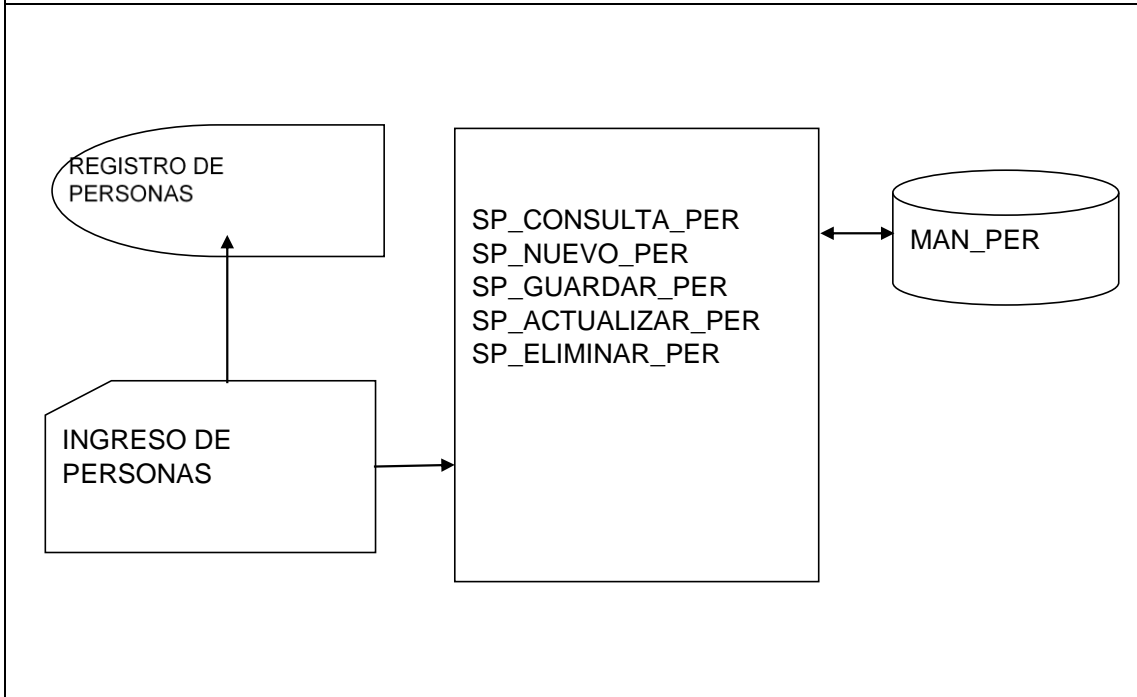 REGISTRO DE
PERSONAS
SP_CONSULTA_PER
SP_NUEVO_PER
SP_GUARDAR_PER
SP_ACTUALIZAR_PER
SP_ELIMINAR_PER
MAN_PER
INGRESO DE
PERSONAS